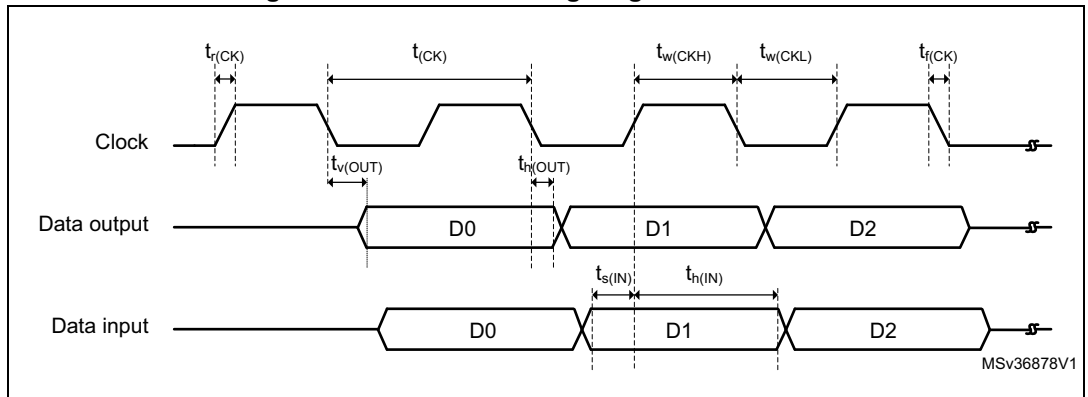 tr(CK) t(CK) tw(CKH) tw(CKL) tf(CK)
Clock
tv(OUT) th(OUT)
Data output D0 D1 D2
ts(IN) th(IN)
Data input D0 D1 D2
MSv36878V1